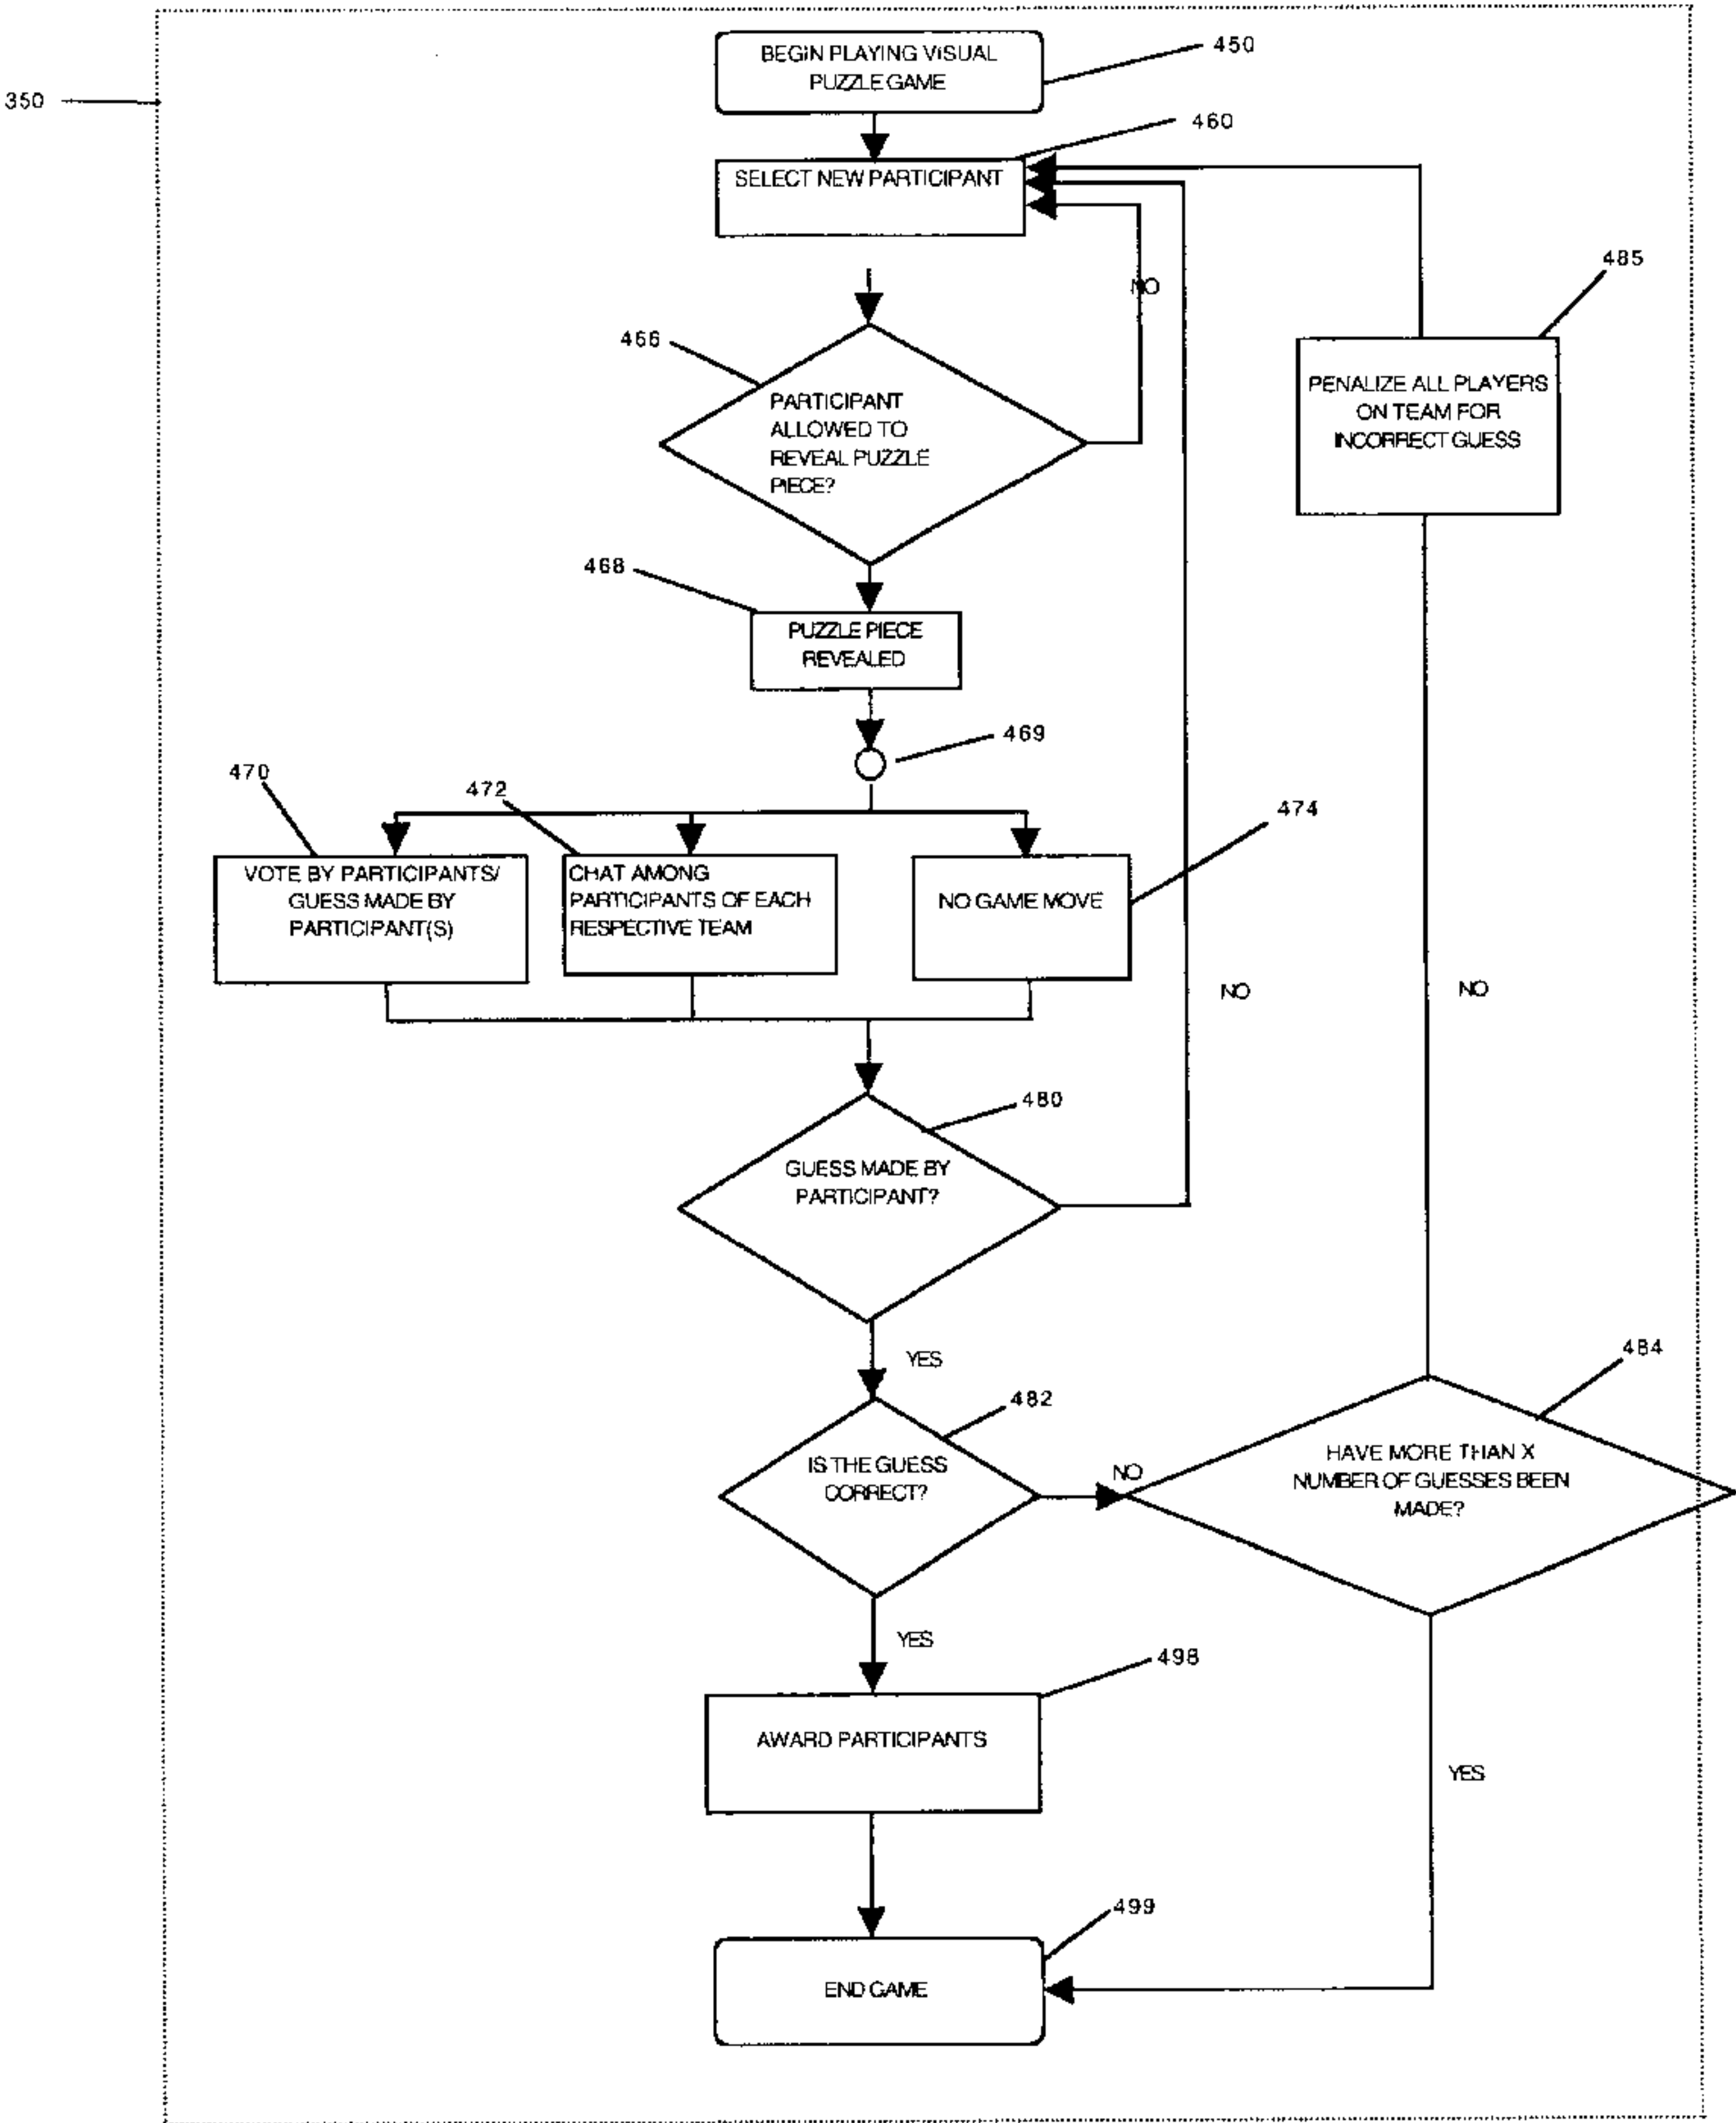 BEGIN PLAYING VISUAL
PUZZLE GAME
450
350
460
SELECT NEW PARTICIPANT
NO
485
466
PARTICIPANT
ALLOWED TO
REVEAL PUZZLE
PIECE?
PENALIZE ALL PLAYERS
ON TEAM FOR
INCORRECT GUESS
468
PUZZLE PIECE
REVEALED
469
470
472
474
VOTE BY PARTICIPANTS/
GUESS MADE BY
PARTICIPANT(S)
CHAT AMONG
PARTICIPANTS OF EACH
RESPECTIVE TEAM
NO GAME MOVE
NO
NO
480
GUESS MADE BY
PARTICIPANT?
YES
482
484
IS THE GUESS
CORRECT?
NO
HAVE MORE THAN X
NUMBER OF GUESSES BEEN
MADE?
YES
498
AWARD PARTICIPANTS
YES
499
END GAME